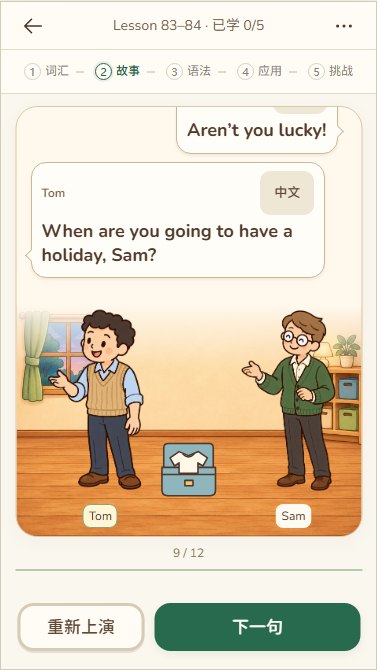 Lesson 83–84 · 已学 0/5
1 词汇 – 2 故事 – 3 语法 – 4 应用 – 5 挑战
Aren’t you lucky!
Tom
中文
When are you going to have a
holiday, Sam?
Tom
Sam
9 / 12
重新上演
下一句